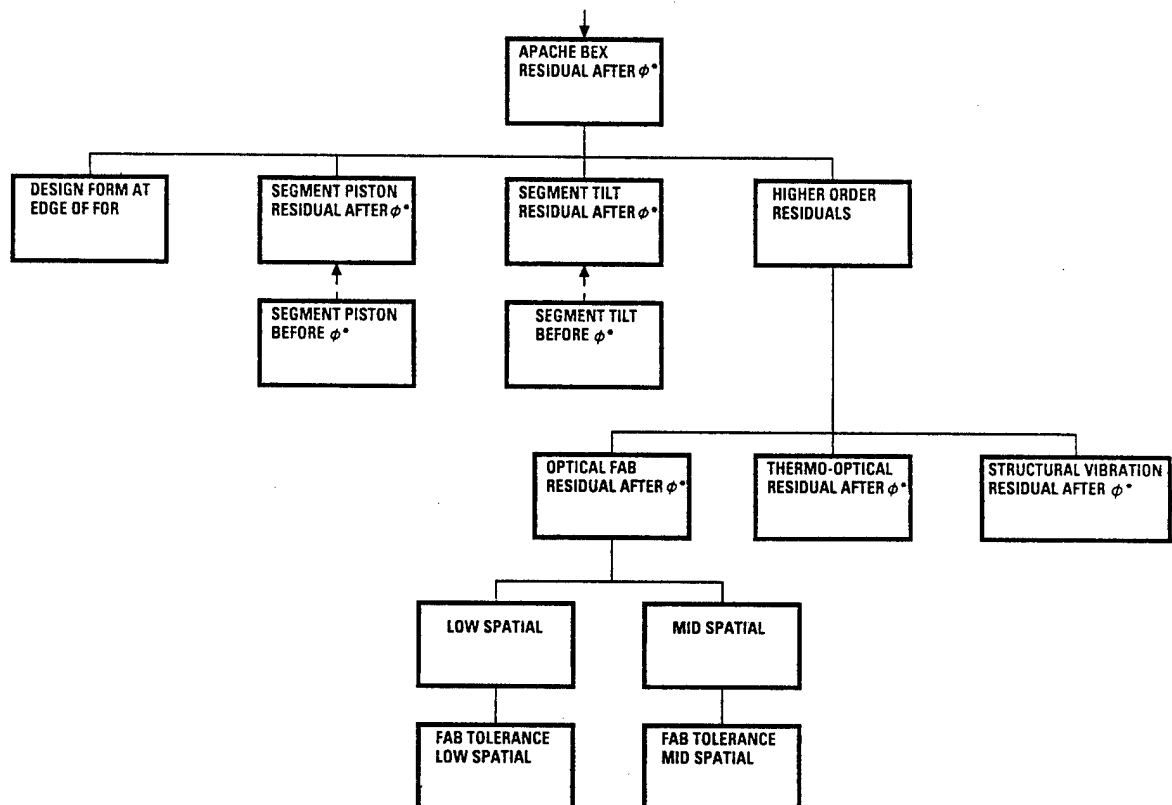 APACHE BEX
RESIDUAL AFTER ϕ*
DESIGN FORM AT
EDGE OF FOR
SEGMENT PISTON
RESIDUAL AFTER ϕ*
SEGMENT TILT
RESIDUAL AFTER ϕ*
HIGHER ORDER
RESIDUALS
SEGMENT PISTON
BEFORE ϕ*
SEGMENT TILT
BEFORE ϕ*
OPTICAL FAB
RESIDUAL AFTER ϕ*
THERMO-OPTICAL
RESIDUAL AFTER ϕ*
STRUCTURAL VIBRATION
RESIDUAL AFTER ϕ*
LOW SPATIAL
MID SPATIAL
FAB TOLERANCE
LOW SPATIAL
FAB TOLERANCE
MID SPATIAL